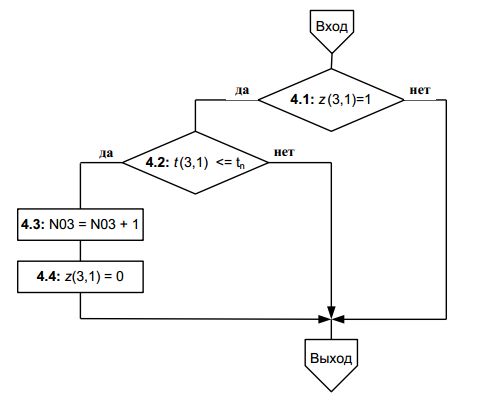 Вход
да
нет
4.1: z(3,1)=1
да
нет
4.2: t(3,1) <= tn
4.3: N03 = N03 + 1
4.4: z(3,1) = 0
Выход